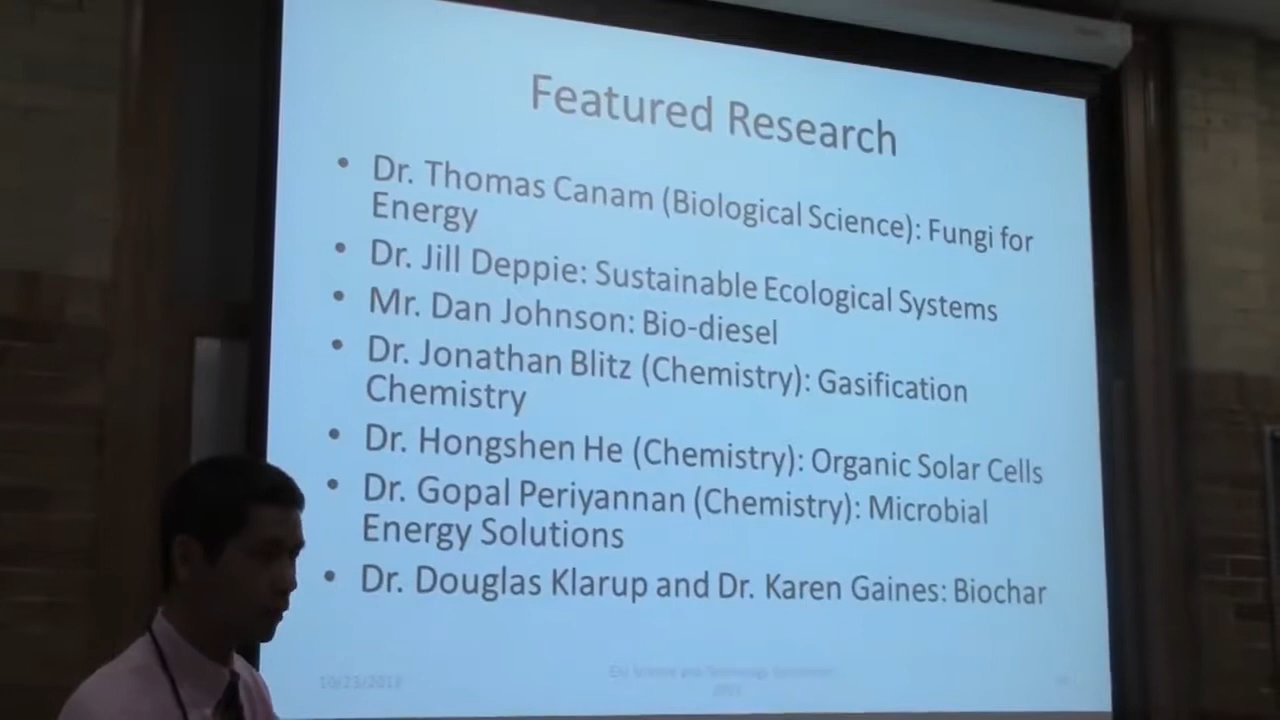 Featured Research
• Dr. Thomas Canam (Biological Science): Fungi for
Energy
• Dr. Jill Deppie: Sustainable Ecological Systems
• Mr. Dan Johnson: Bio-diesel
• Dr. Jonathan Blitz (Chemistry): Gasification
Chemistry
• Dr. Hongshen He (Chemistry): Organic Solar Cells
• Dr. Gopal Periyannan (Chemistry): Microbial
Energy Solutions
• Dr. Douglas Klarup and Dr. Karen Gaines: Biochar